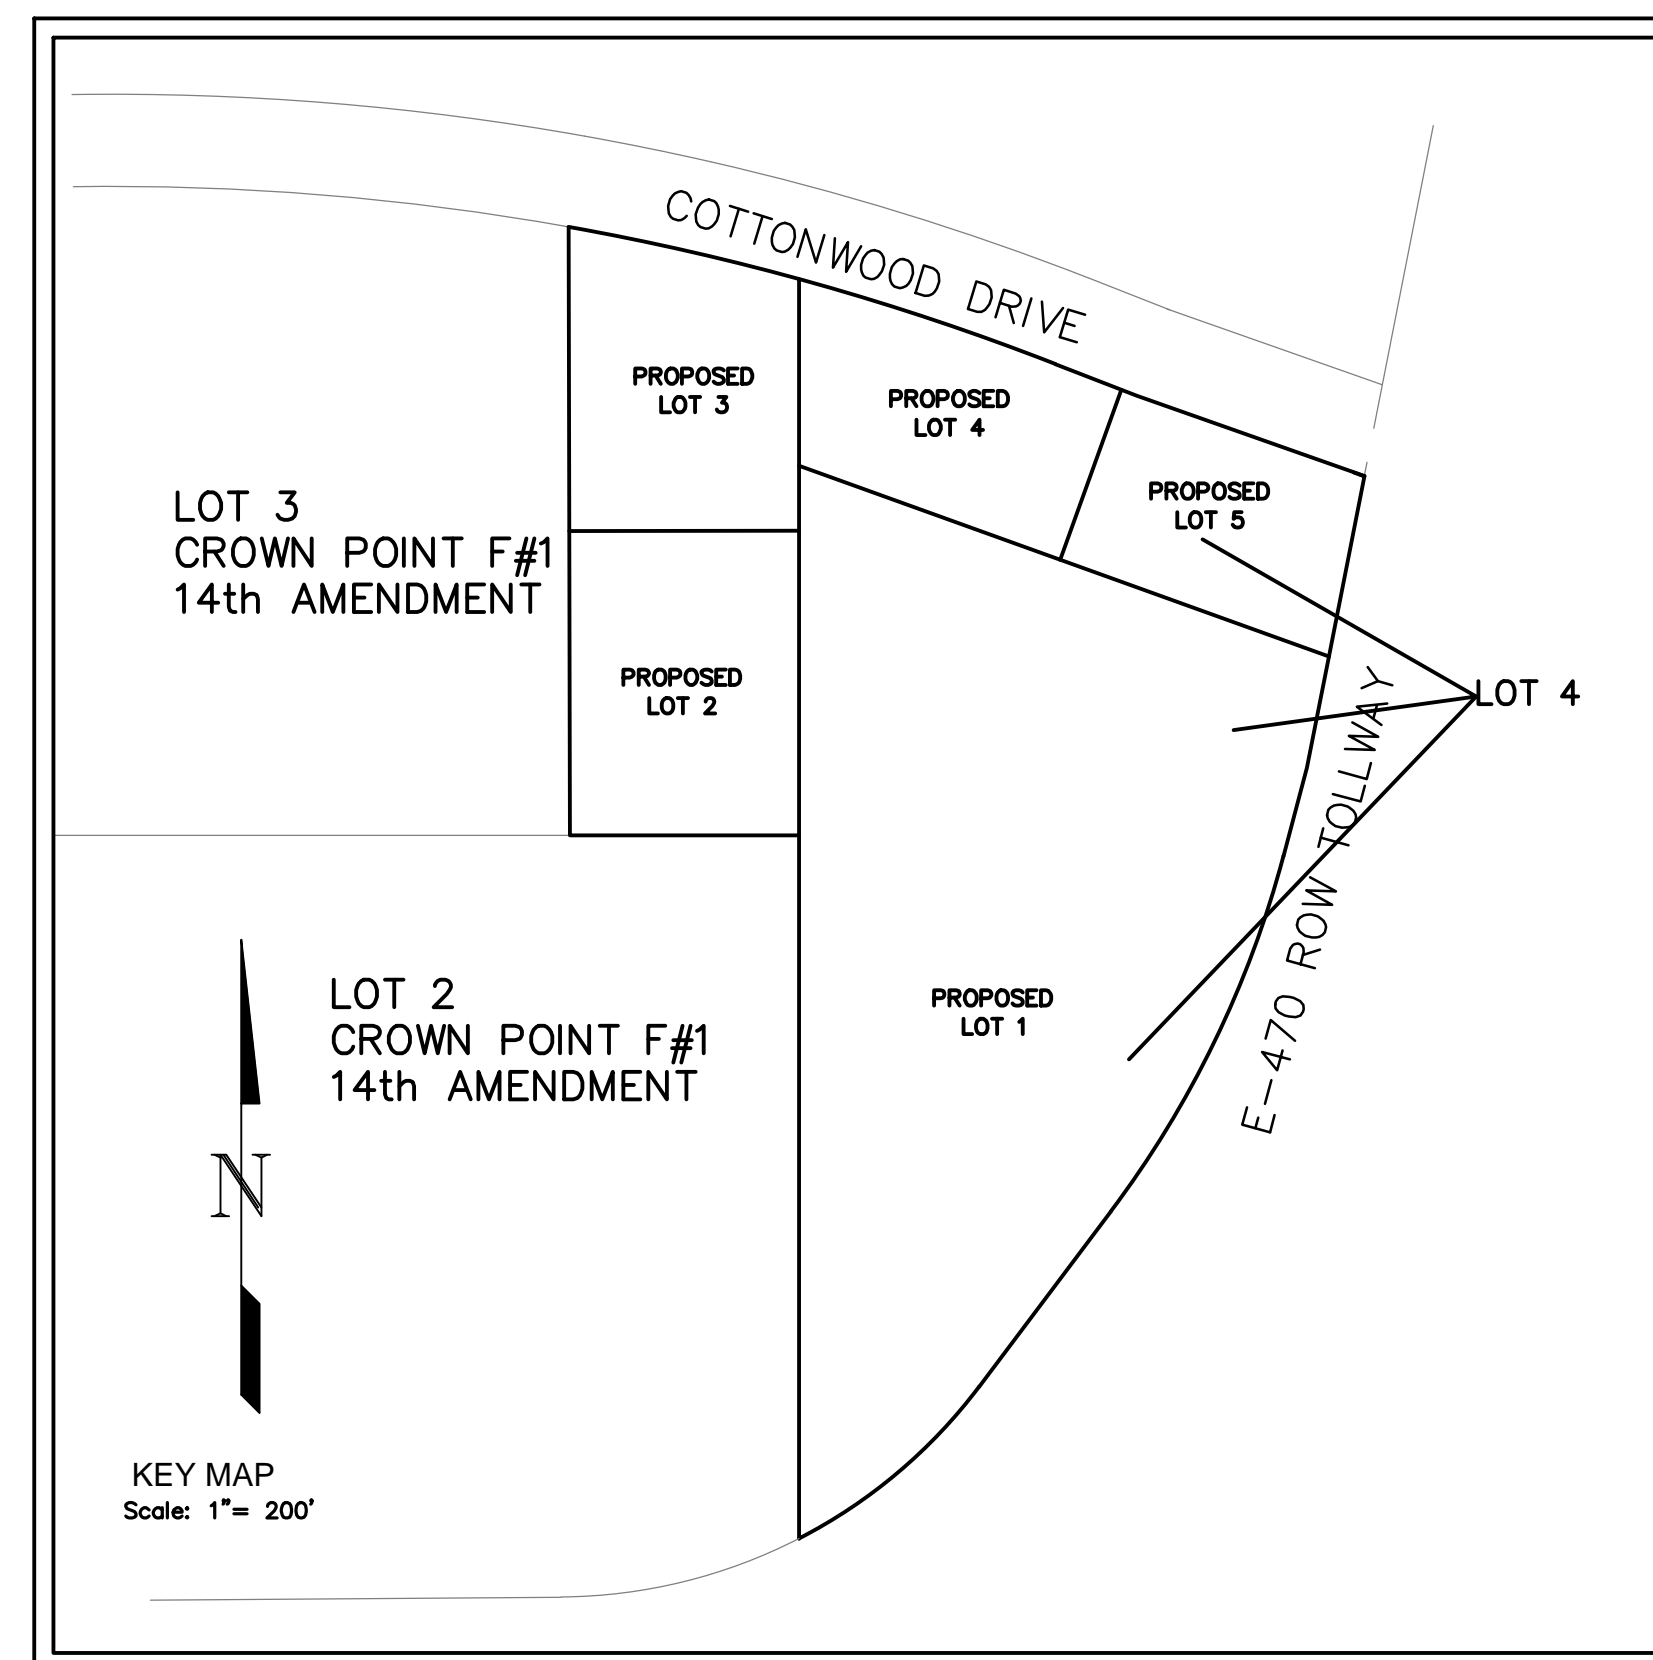 COTTONWOOD DRIVE
PROPOSED
LOT 3
PROPOSED
LOT 4
PROPOSED
LOT 5
LOT 3
CROWN POINT F#1
14th AMENDMENT
PROPOSED
LOT 2
LOT 4
E-470 ROW TOLLWAY
LOT 2
CROWN POINT F#1
14th AMENDMENT
PROPOSED
LOT 1
N
KEY MAP
Scale: 1"= 200'